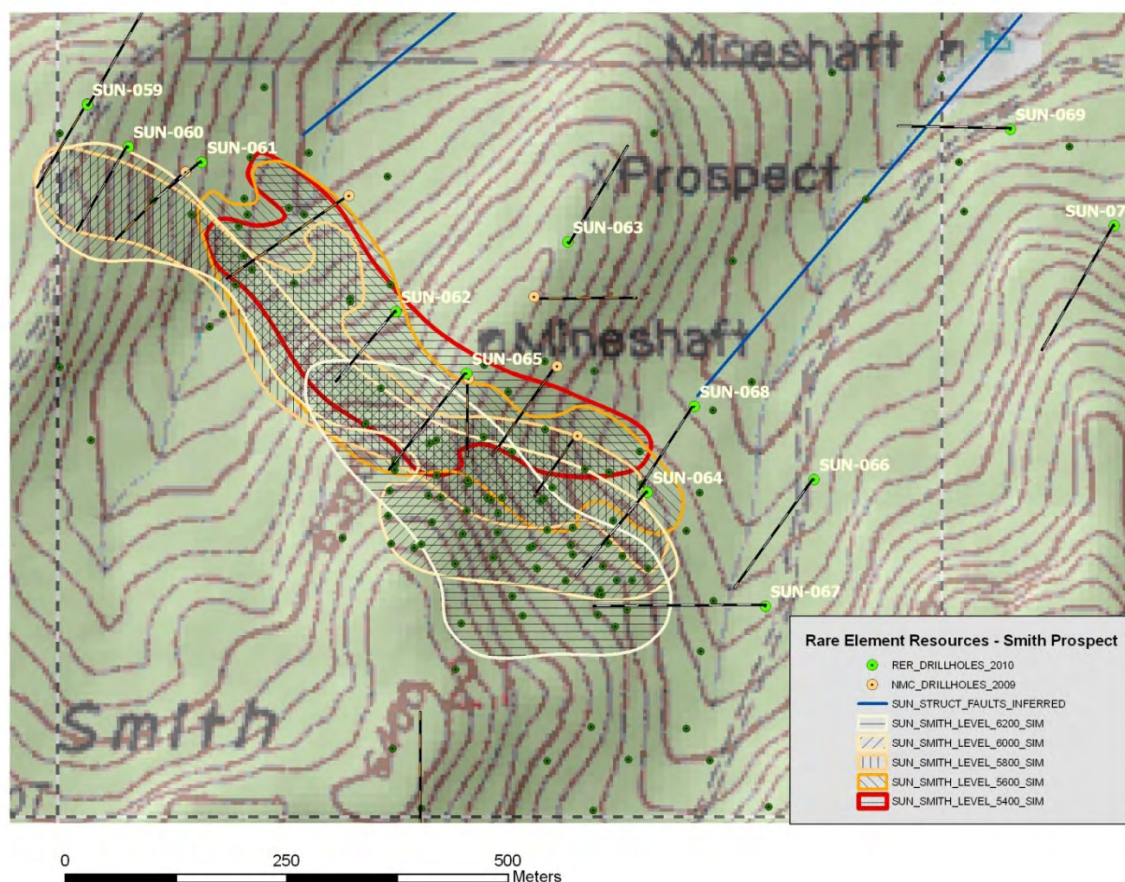 Mineshaft
SUN-059
SUN-069
SUN-060
SUN-061
Prospect
SUN-07
SUN-063
SUN-062
Mineshaft
SUN-065
SUN-068
SUN-064
SUN-066
SUN-067
Smith
Rare Element Resources - Smith Prospect
RER_DRILLHOLES_2010
NMC_DRILLHOLES_2009
SUN_STRUCT_FAULTS_INFERRED
SUN_SMITH_LEVEL_6200_SIM
SUN_SMITH_LEVEL_6000_SIM
SUN_SMITH_LEVEL_5800_SIM
SUN_SMITH_LEVEL_5600_SIM
SUN_SMITH_LEVEL_5400_SIM
0 250 500
Meters